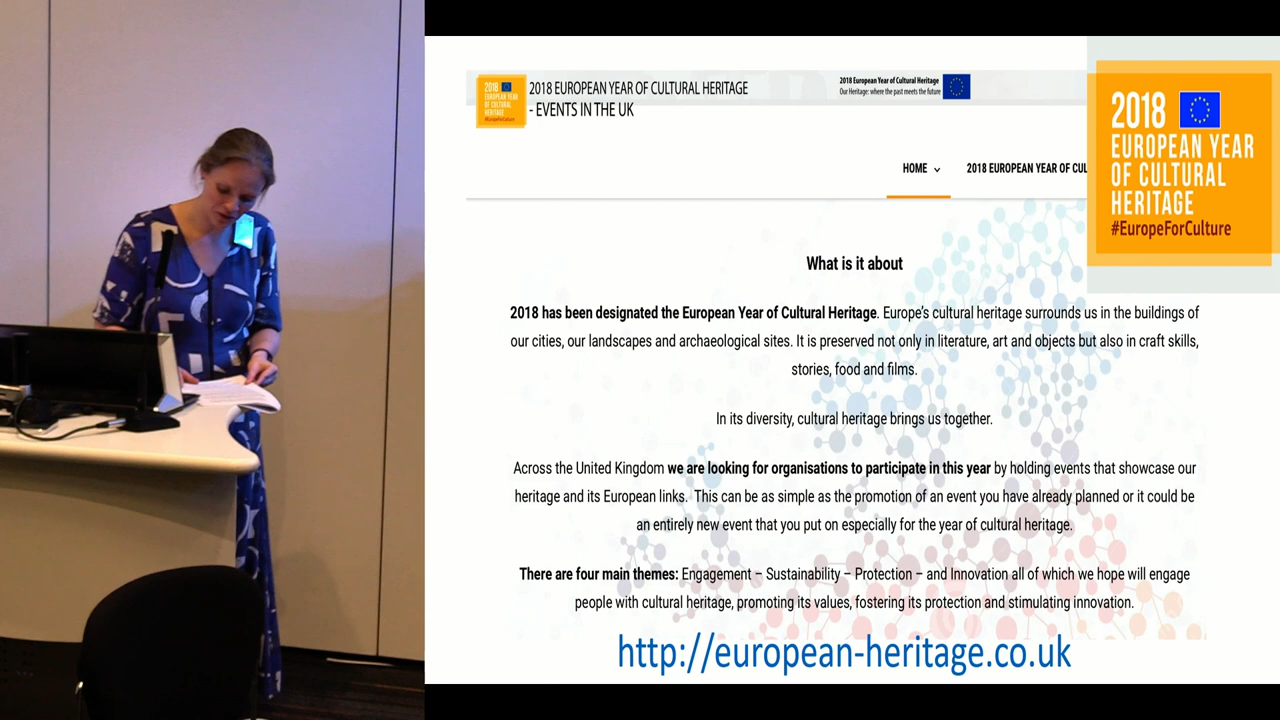 2018
EUROPEAN YEAR
OF CULTURAL
HERITAGE
#EuropeForCulture
2018 EUROPEAN YEAR OF CULTURAL HERITAGE
- EVENTS IN THE UK
2018 European Year of Cultural Heritage
Our Heritage: where the past meets the future
HOME
2018 EUROPEAN YEAR OF CUL
2018
EUROPEAN YEAR
OF CULTURAL
HERITAGE
#EuropeForCulture
What is it about
2018 has been designated the European Year of Cultural Heritage. Europe's cultural heritage surrounds us in the buildings of
our cities, our landscapes and archaeological sites. It is preserved not only in literature, art and objects but also in craft skills,
stories, food and films.
In its diversity, cultural heritage brings us together.
Across the United Kingdom we are looking for organisations to participate in this year by holding events that showcase our
heritage and its European links. This can be as simple as the promotion of an event you have already planned or it could be
an entirely new event that you put on especially for the year of cultural heritage.
There are four main themes: Engagement – Sustainability – Protection – and Innovation all of which we hope will engage
people with cultural heritage, promoting its values, fostering its protection and stimulating innovation.
http://european-heritage.co.uk